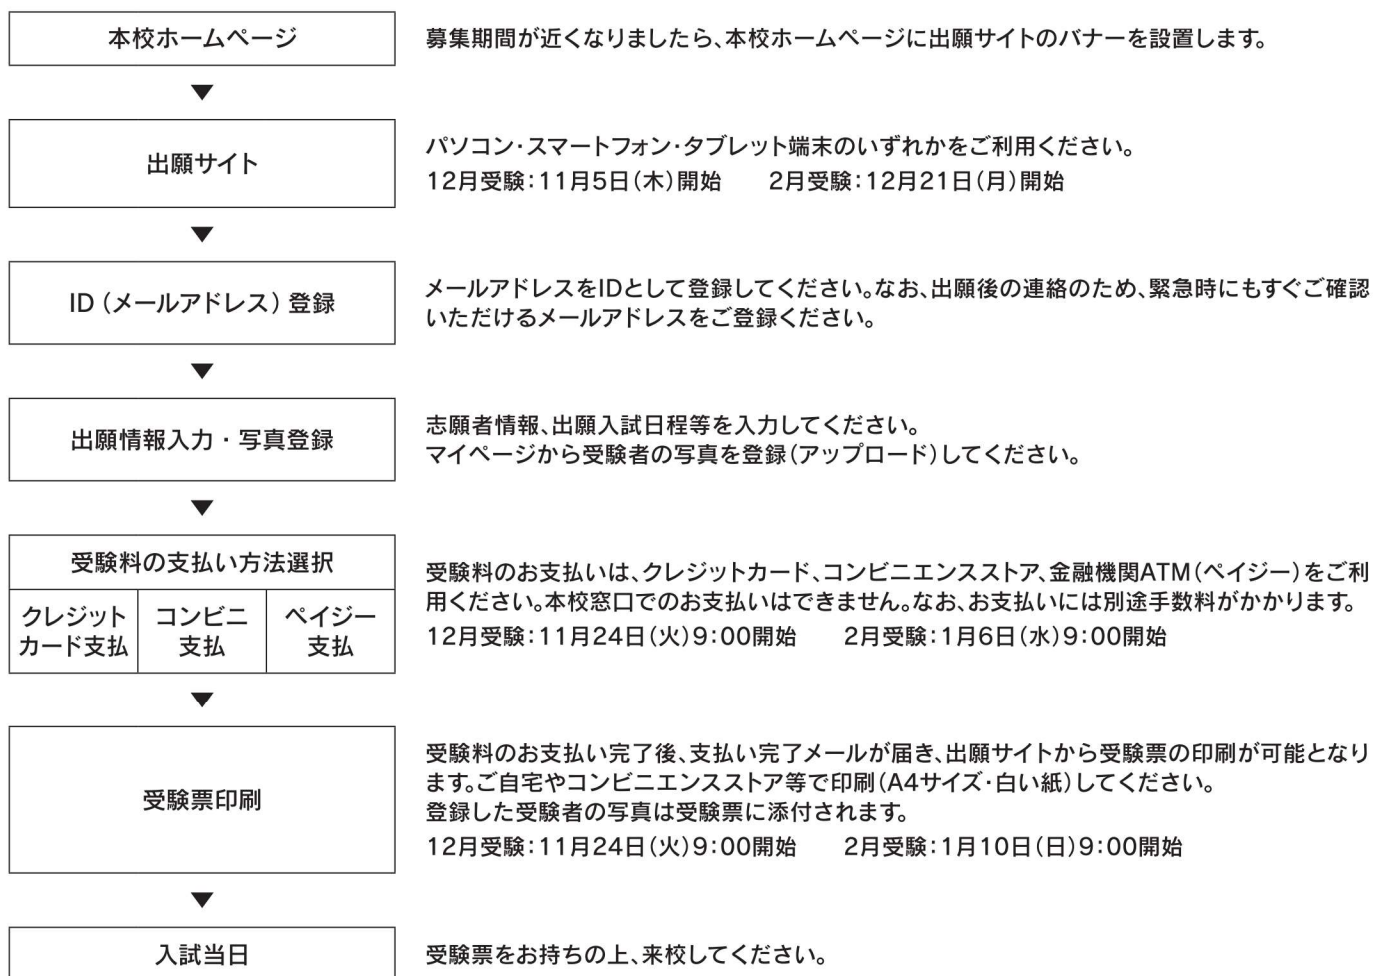 本校ホームページ
募集期間が近くなりましたら、本校ホームページに出願サイトのバナーを設置します。
▼
出願サイト
パソコン・スマートフォン・タブレット端末のいずれかをご利用ください。
12月受験：11月5日（木）開始　　2月受験：12月21日（月）開始
▼
ID（メールアドレス）登録
メールアドレスをIDとして登録してください。なお、出願後の連絡のため、緊急時にもすぐご確認
いただけるメールアドレスをご登録ください。
▼
出願情報入力・写真登録
志願者情報、出願入試日程等を入力してください。
マイページから受験者の写真を登録（アップロード）してください。
▼
受験料の支払い方法選択
クレジット
カード支払
コンビニ
支払
ペイジー
支払
受験料のお支払いは、クレジットカード、コンビニエンスストア、金融機関ATM（ペイジー）をご利
用ください。本校窓口でのお支払いはできません。なお、お支払いには別途手数料がかかります。
12月受験：11月24日（火）9：00開始　　2月受験：1月6日（水）9：00開始
▼
受験票印刷
受験料のお支払い完了後、支払い完了メールが届き、出願サイトから受験票の印刷が可能となり
ます。ご自宅やコンビニエンスストア等で印刷（A4サイズ・白い紙）してください。
登録した受験者の写真は受験票に添付されます。
12月受験：11月24日（火）9：00開始　　2月受験：1月10日（日）9：00開始
▼
入試当日
受験票をお持ちの上、来校してください。